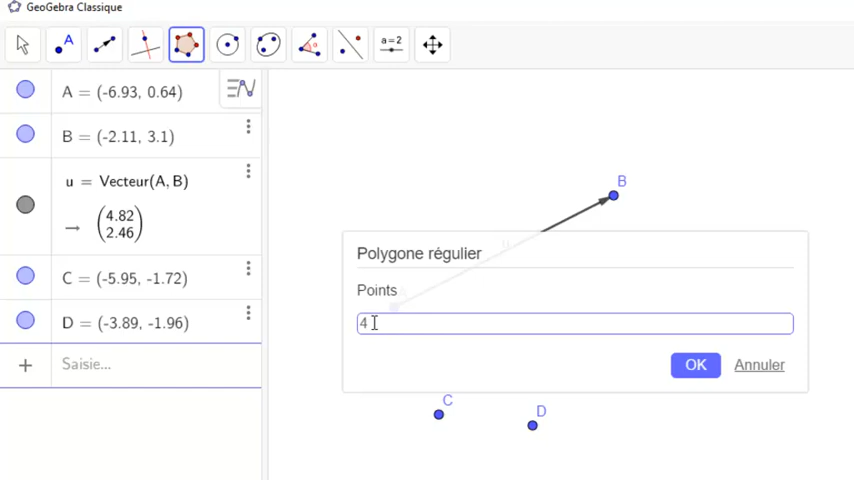 GeoGebra Classique
A
α
a=2
A = (-6.93, 0.64)
B = (-2.11, 3.1)
u = Vecteur(A, B)
→ (4.82
2.46)
C = (-5.95, -1.72)
D = (-3.89, -1.96)
+ Saisie...
B
Polygone régulier
Points
4
OK Annuler
C
D